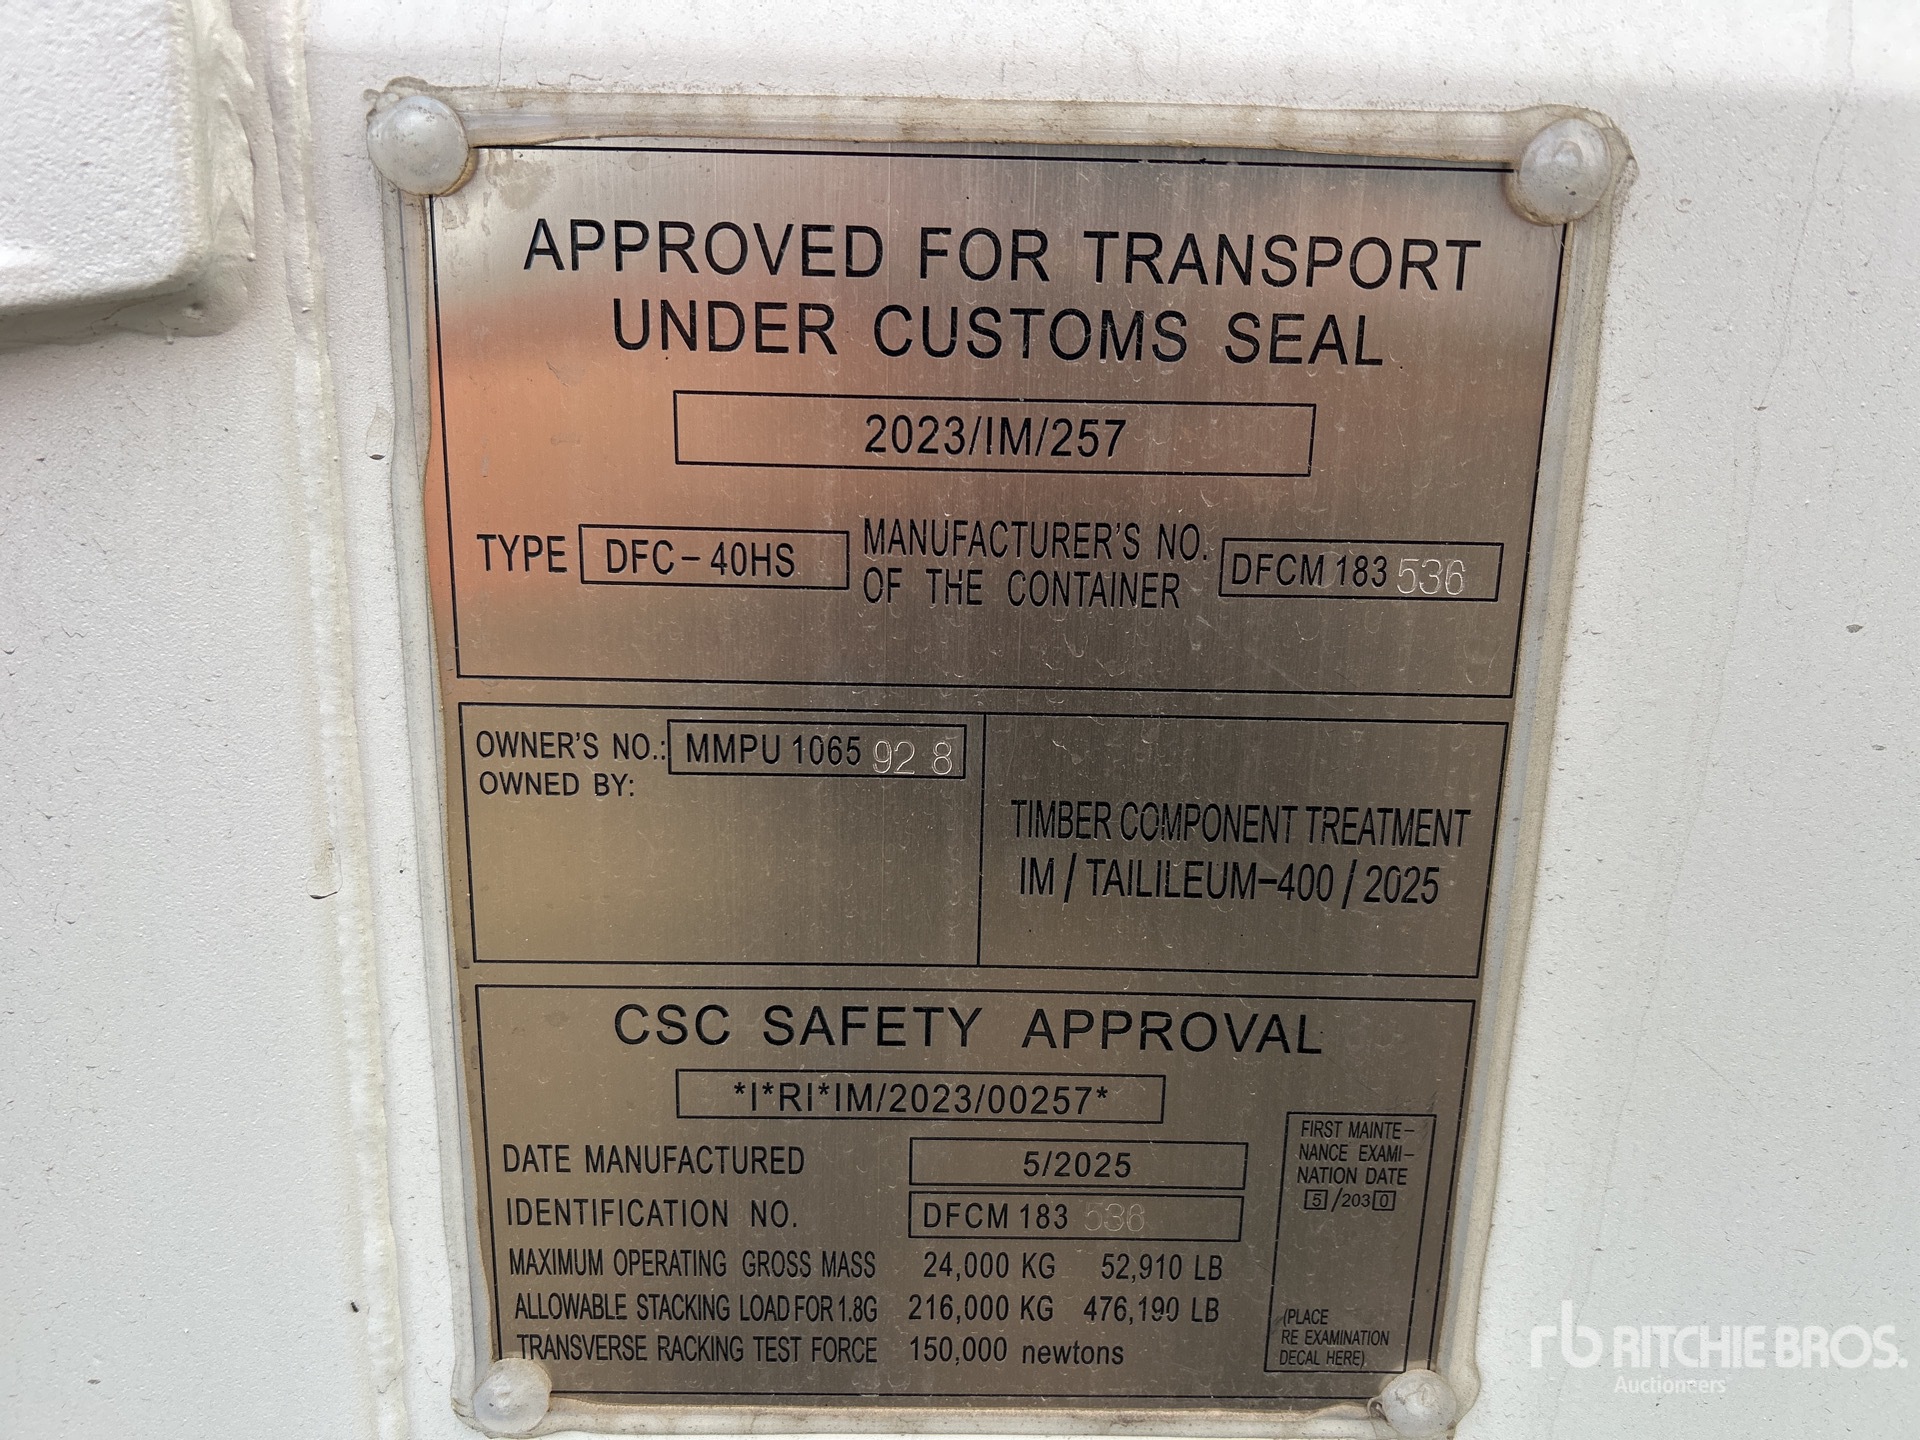 APPROVED FOR TRANSPORT
UNDER CUSTOMS SEAL
2023/IM/257
TYPE DFC-40HS MANUFACTURER'S NO. OF THE CONTAINER DFCM 183 536
OWNER'S NO.: MMPU 1065 92 8
OWNED BY:
TIMBER COMPONENT TREATMENT
IM / TAILILEUM-400 / 2025
CSC SAFETY APPROVAL
*I*RI*IM/2023/00257*
DATE MANUFACTURED 5/2025
IDENTIFICATION NO. DFCM 183 536
MAXIMUM OPERATING GROSS MASS 24,000 KG 52,910 LB
ALLOWABLE STACKING LOAD FOR 1.8G 216,000 KG 476,190 LB
TRANSVERSE RACKING TEST FORCE 150,000 newtons
FIRST MAINTE-
NANCE EXAMI-
NATION DATE
5/2030
(PLACE
RE EXAMINATION
DECAL HERE)
rb RITCHIE BROS.
Auctioneers